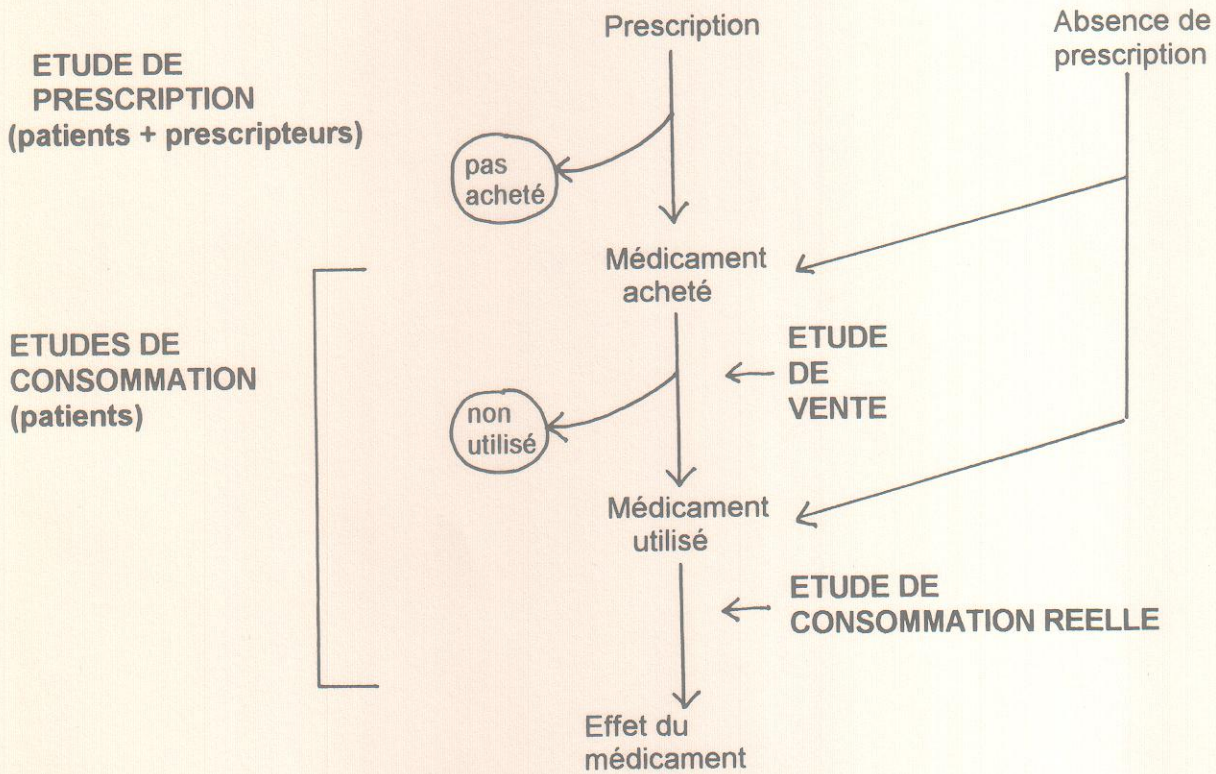 Prescription
Absence de
prescription
ETUDE DE
PRESCRIPTION
(patients + prescripteurs)
pas
acheté
Médicament
acheté
ETUDES DE
CONSOMMATION
(patients)
ETUDE
DE
VENTE
non
utilisé
Médicament
utilisé
ETUDE DE
CONSOMMATION REELLE
Effet du
médicament